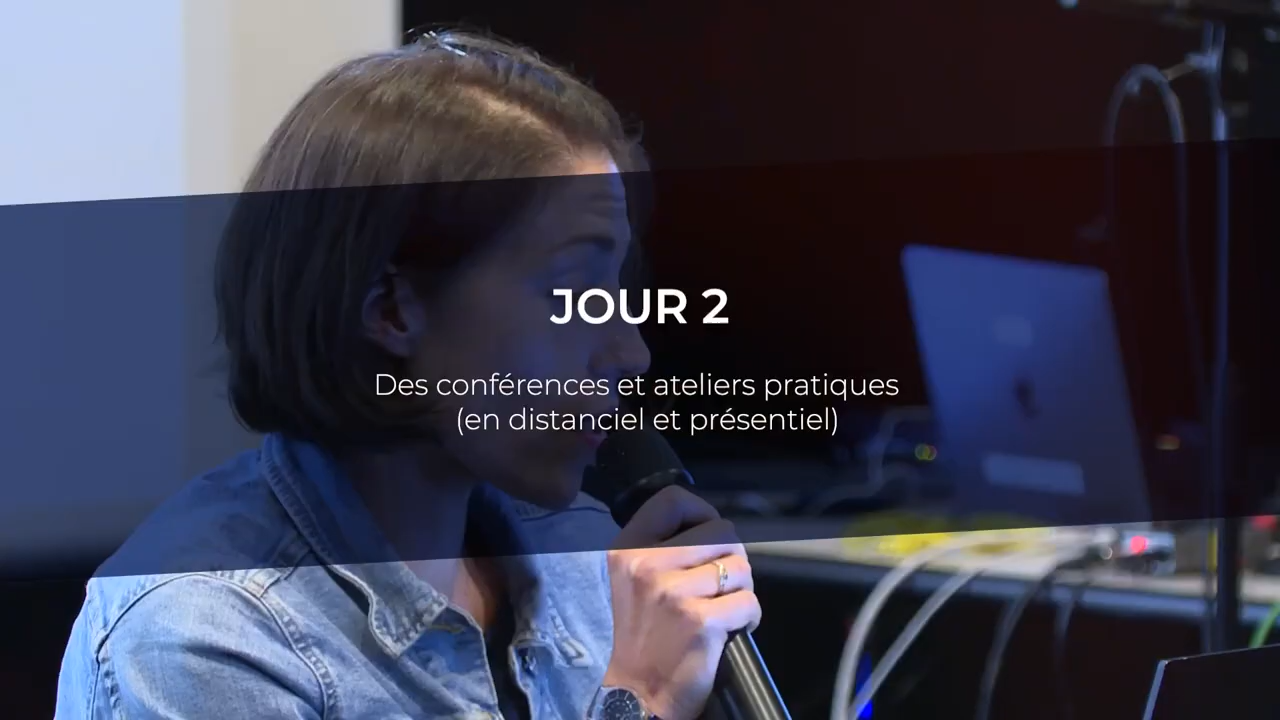 JOUR 2
Des conférences et ateliers pratiques
(en distanciel et présentiel)